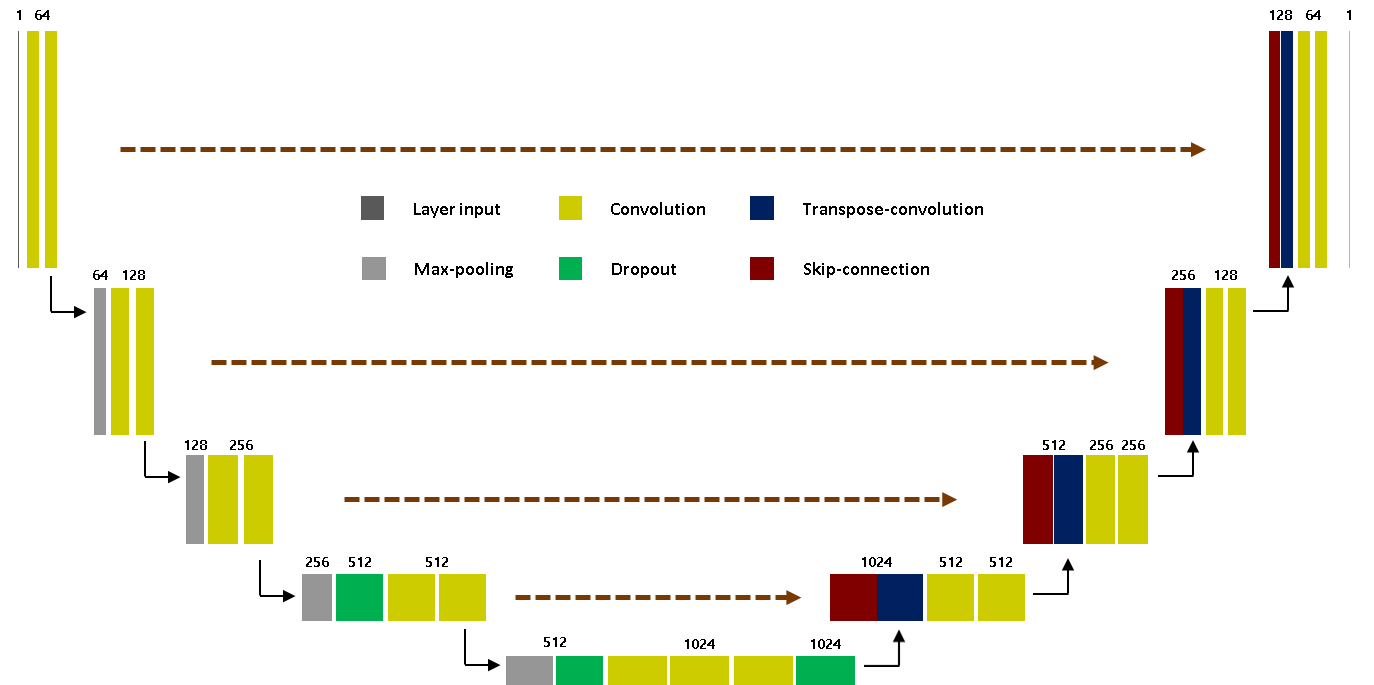 1 64
128 64 1
Layer input Convolution Transpose-convolution
Max-pooling Dropout Skip-connection
64 128
256 128
128 256
512 256 256
256 512 512
1024 512 512
512 1024 1024